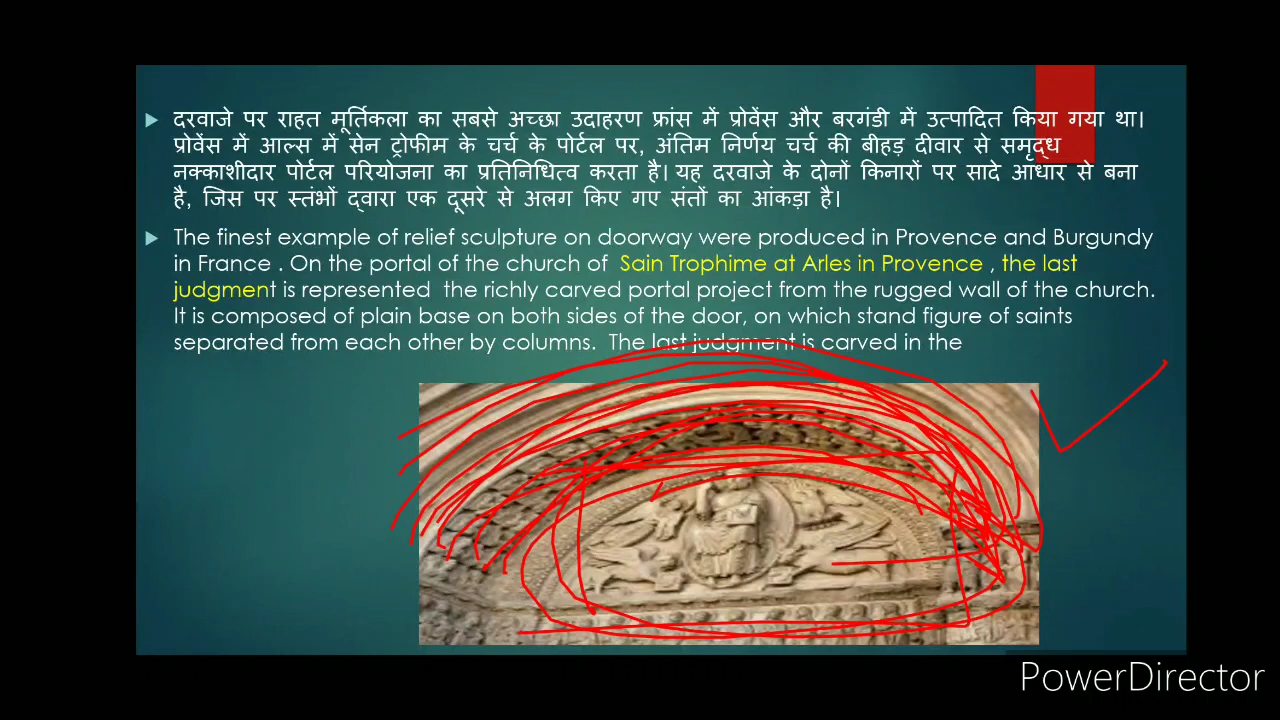 दरवाजे पर राहत मूर्तिकला का सबसे अच्छा उदाहरण फ्रांस में प्रोवेंस और बरगंडी में उत्पादित किया गया था।
प्रोवेंस में आल्स में सेन ट्रोफीम के चर्च के पोर्टल पर, अंतिम निर्णय चर्च की बीहड़ दीवार से समृद्ध
नक्काशीदार पोर्टल परियोजना का प्रतिनिधित्व करता है। यह दरवाजे के दोनों किनारों पर सादे आधार से बना
है, जिस पर स्तंभों द्वारा एक दूसरे से अलग किए गए संतों का आंकड़ा है।
The finest example of relief sculpture on doorway were produced in Provence and Burgundy
in France . On the portal of the church of Sain Trophime at Arles in Provence , the last
judgment is represented the richly carved portal project from the rugged wall of the church.
It is composed of plain base on both sides of the door, on which stand figure of saints
separated from each other by columns. The last judgment is carved in the
PowerDirector